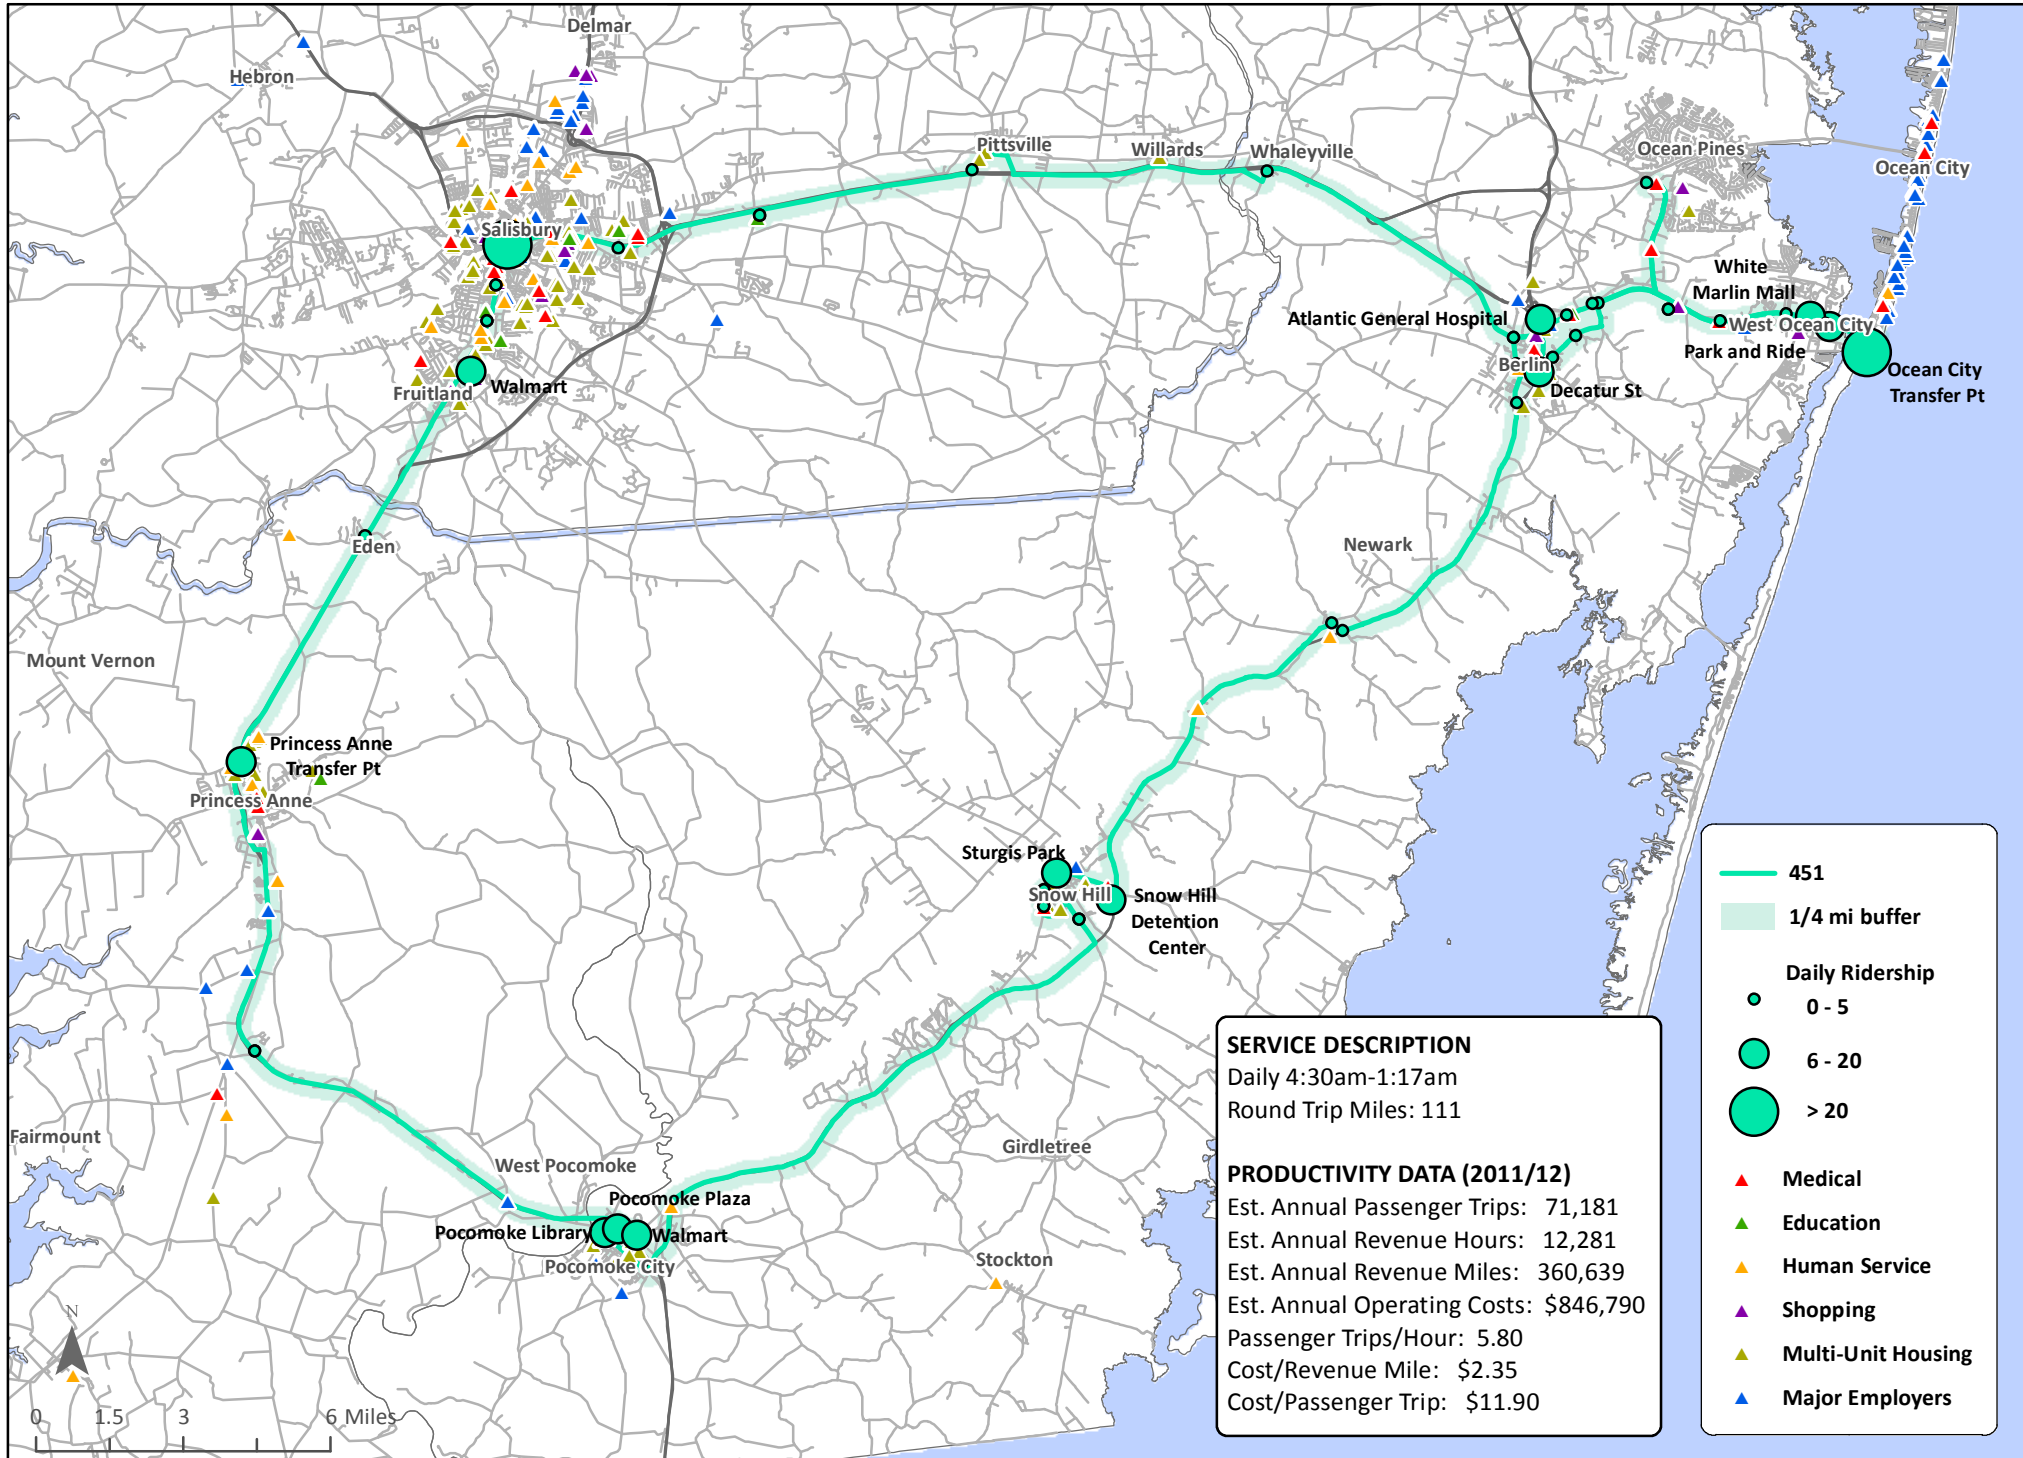 Delmar
Hebron
Pittsville
Willards
Whaleyville
Ocean Pines
Ocean City
Salisbury
White
Marlin Mall
Atlantic General Hospital
West Ocean City
Park and Ride
Berlin
Ocean City
Transfer Pt
Decatur St
Walmart
Fruitland
Eden
Newark
Mount Vernon
Princess Anne
Transfer Pt
Princess Anne
Sturgis Park
Snow Hill
Snow Hill
Detention
Center
Fairmount
Girdletree
West Pocomoke
Pocomoke Plaza
Pocomoke Library
Walmart
Pocomoke City
Stockton
N
0 1.5 3 6 Miles
SERVICE DESCRIPTION
Daily 4:30am-1:17am
Round Trip Miles: 111
PRODUCTIVITY DATA (2011/12)
Est. Annual Passenger Trips: 71,181
Est. Annual Revenue Hours: 12,281
Est. Annual Revenue Miles: 360,639
Est. Annual Operating Costs: $846,790
Passenger Trips/Hour: 5.80
Cost/Revenue Mile: $2.35
Cost/Passenger Trip: $11.90
451
1/4 mi buffer
Daily Ridership
0 - 5
6 - 20
> 20
Medical
Education
Human Service
Shopping
Multi-Unit Housing
Major Employers